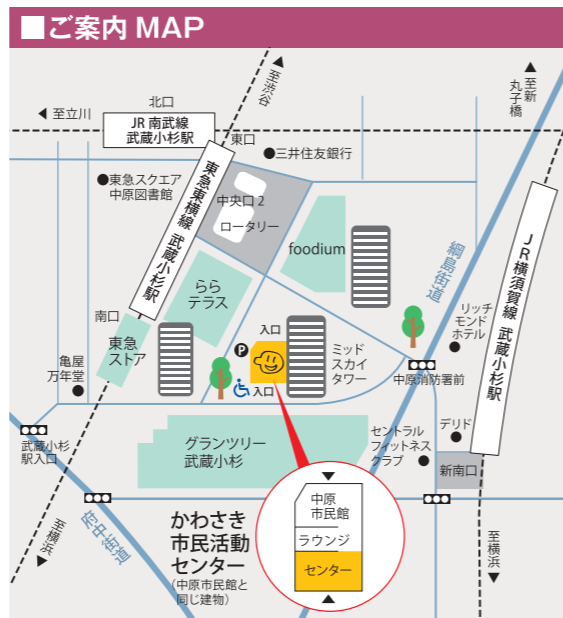 ■ご案内 MAP
至渋谷
至新
丸子橋
北口
至立川
JR 南武線
武蔵小杉駅
東口
三井住友銀行
東急スクエア
中原図書館
東急東横線 武蔵小杉駅
中央口 2
ロータリー
foodium
綱島街道
JR横須賀線 武蔵小杉駅
らら
テラス
リッチ
モンド
ホテル
南口
東急
ストア
P
入口
ミッド
スカイ
タワー
亀屋
万年堂
入口
中原消防署前
武蔵小杉
駅入口
グランツリー
武蔵小杉
セントラル
フィットネス
クラブ
デリド
新南口
中原
市民館
ラウンジ
センター
かわさき
市民活動
センター
(中原市民館と
同じ建物)
至横浜
府中街道
至横浜